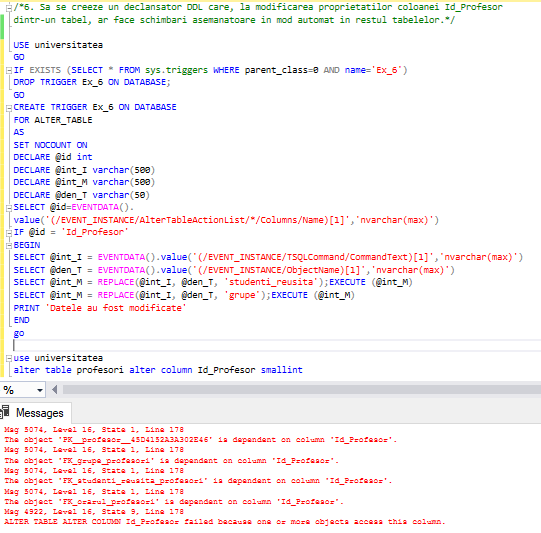 /*6. Sa se creeze un declansator DDL care, la modificarea proprietatilor coloanei Id_Profesor
dintr-un tabel, ar face schimbari asemanatoare in mod automat in restul tabelelor.*/
USE universitatea
GO
IF EXISTS (SELECT * FROM sys.triggers WHERE parent_class=0 AND name='Ex_6')
DROP TRIGGER Ex_6 ON DATABASE;
GO
CREATE TRIGGER Ex_6 ON DATABASE
FOR ALTER_TABLE
AS
SET NOCOUNT ON
DECLARE @id int
DECLARE @int_I varchar(500)
DECLARE @int_M varchar(500)
DECLARE @den_T varchar(50)
SELECT @id=EVENTDATA().
value('(/EVENT_INSTANCE/AlterTableActionList/*/Columns/Name)[1]','nvarchar(max)')
IF @id = 'Id_Profesor'
BEGIN
SELECT @int_I = EVENTDATA().value('(/EVENT_INSTANCE/TSQLCommand/CommandText)[1]','nvarchar(max)')
SELECT @den_T = EVENTDATA().value('(/EVENT_INSTANCE/ObjectName)[1]','nvarchar(max)')
SELECT @int_M = REPLACE(@int_I, @den_T, 'studenti_reusita');EXECUTE (@int_M)
SELECT @int_M = REPLACE(@int_I, @den_T, 'grupe');EXECUTE (@int_M)
PRINT 'Datele au fost modificate'
END
go
use universitatea
alter table profesori alter column Id_Profesor smallint
%
Messages
Msg 5074, Level 16, State 1, Line 178
The object 'PK__profesor__45D4152A3A302E46' is dependent on column 'Id_Profesor'.
Msg 5074, Level 16, State 1, Line 178
The object 'FK_grupe_profesori' is dependent on column 'Id_Profesor'.
Msg 5074, Level 16, State 1, Line 178
The object 'FK_studenti_reusita_profesori' is dependent on column 'Id_Profesor'.
Msg 5074, Level 16, State 1, Line 178
The object 'FK_orarul_profesori' is dependent on column 'Id_Profesor'.
Msg 4922, Level 16, State 9, Line 178
ALTER TABLE ALTER COLUMN Id_Profesor failed because one or more objects access this column.